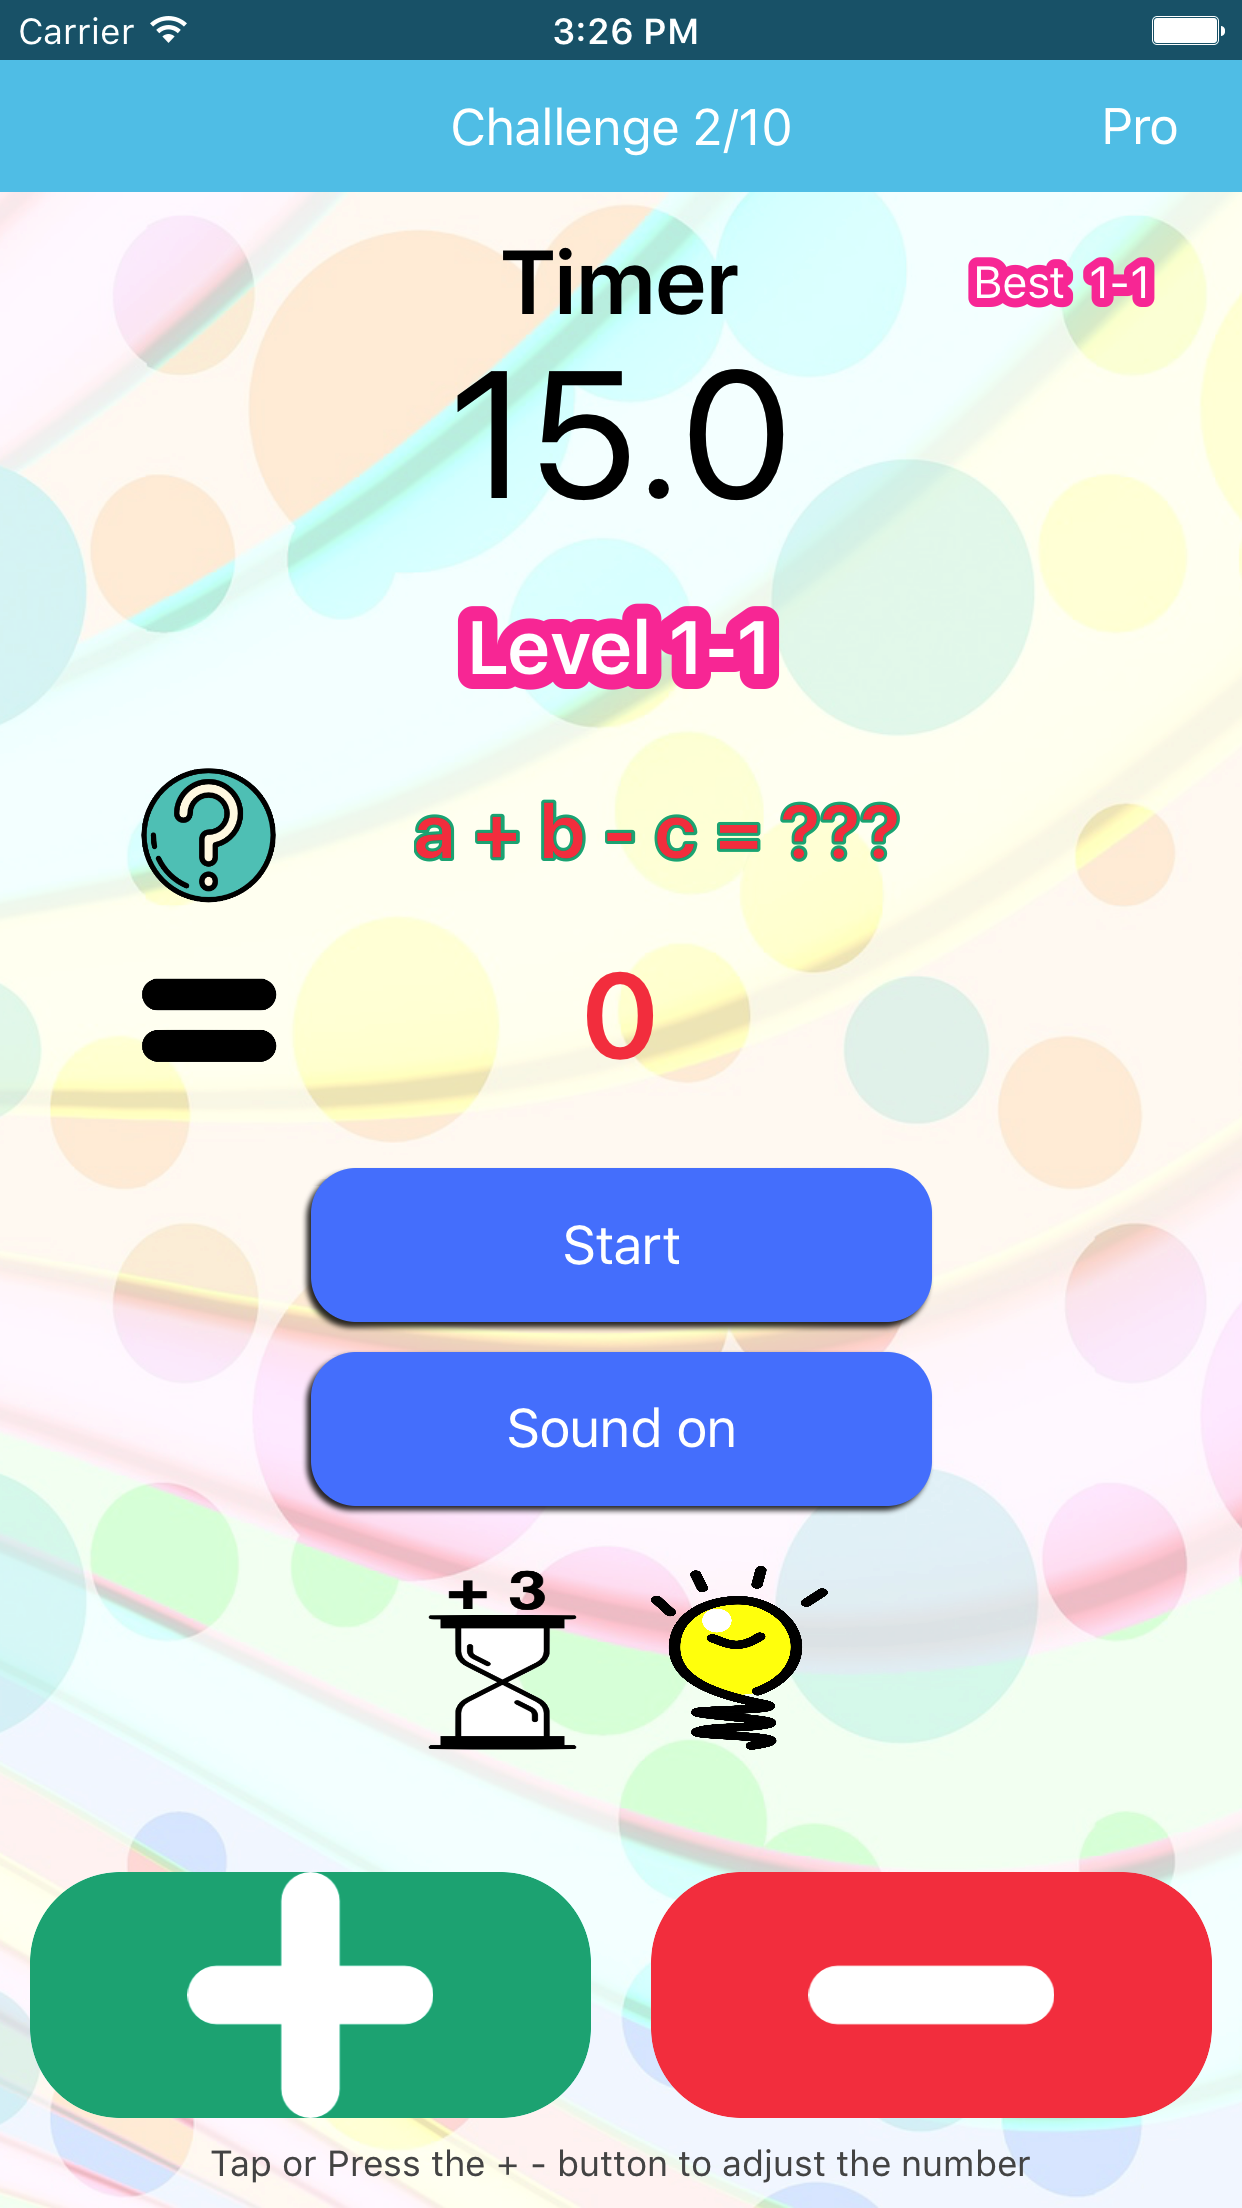 Carrier 3:26 PM
Challenge 2/10 Pro
Timer
Best 1-1
15.0
Level 1-1
? a + b - c = ???
= 0
Start
Sound on
+ 3
+ -
Tap or Press the + - button to adjust the number